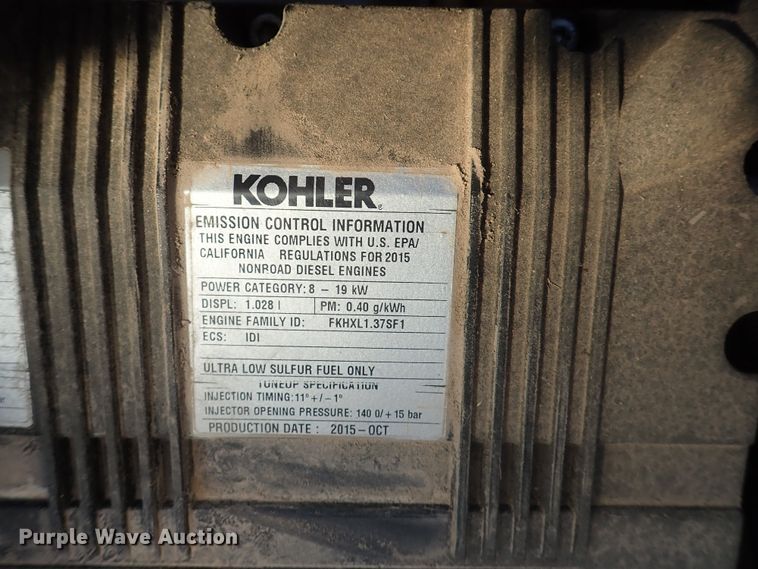 KOHLER®
EMISSION CONTROL INFORMATION
THIS ENGINE COMPLIES WITH U.S. EPA/
CALIFORNIA REGULATIONS FOR 2015
NONROAD DIESEL ENGINES
POWER CATEGORY: 8 – 19 kW
DISPL: 1.028 l PM: 0.40 g/kWh
ENGINE FAMILY ID: FKHXL1.37SF1
ECS: IDI
ULTRA LOW SULFUR FUEL ONLY
TUNEUP SPECIFICATION
INJECTION TIMING: 11° +/– 1°
INJECTOR OPENING PRESSURE: 140 0/+15 bar
PRODUCTION DATE : 2015–OCT
Purple Wave Auction